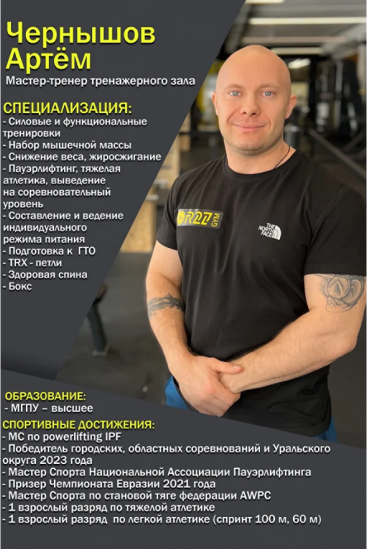 Чернышов
Артём
Мастер-тренер тренажерного зала
СПЕЦИАЛИЗАЦИЯ:
- Силовые и функциональные
тренировки
- Набор мышечной массы
- Снижение веса, жиросжигание
- Пауэрлифтинг, тяжелая
атлетика, выведение
на соревновательный
уровень
- Составление и ведение
индивидуального
режима питания
- Подготовка к ГТО
- TRX - петли
- Здоровая спина
- Бокс
GYM
THE
NORTH
FACE
ОБРАЗОВАНИЕ:
- МГПУ – высшее
СПОРТИВНЫЕ ДОСТИЖЕНИЯ:
- МС по powerlifting IPF
- Победитель городских, областных соревнований и Уральского
округа 2023 года
- Мастер Спорта Национальной Ассоциации Пауэрлифтинга
- Призер Чемпионата Евразии 2021 года
- Мастер Спорта по становой тяге федерации AWPC
- 1 взрослый разряд по тяжелой атлетике
- 1 взрослый разряд по легкой атлетике (спринт 100 м, 60 м)